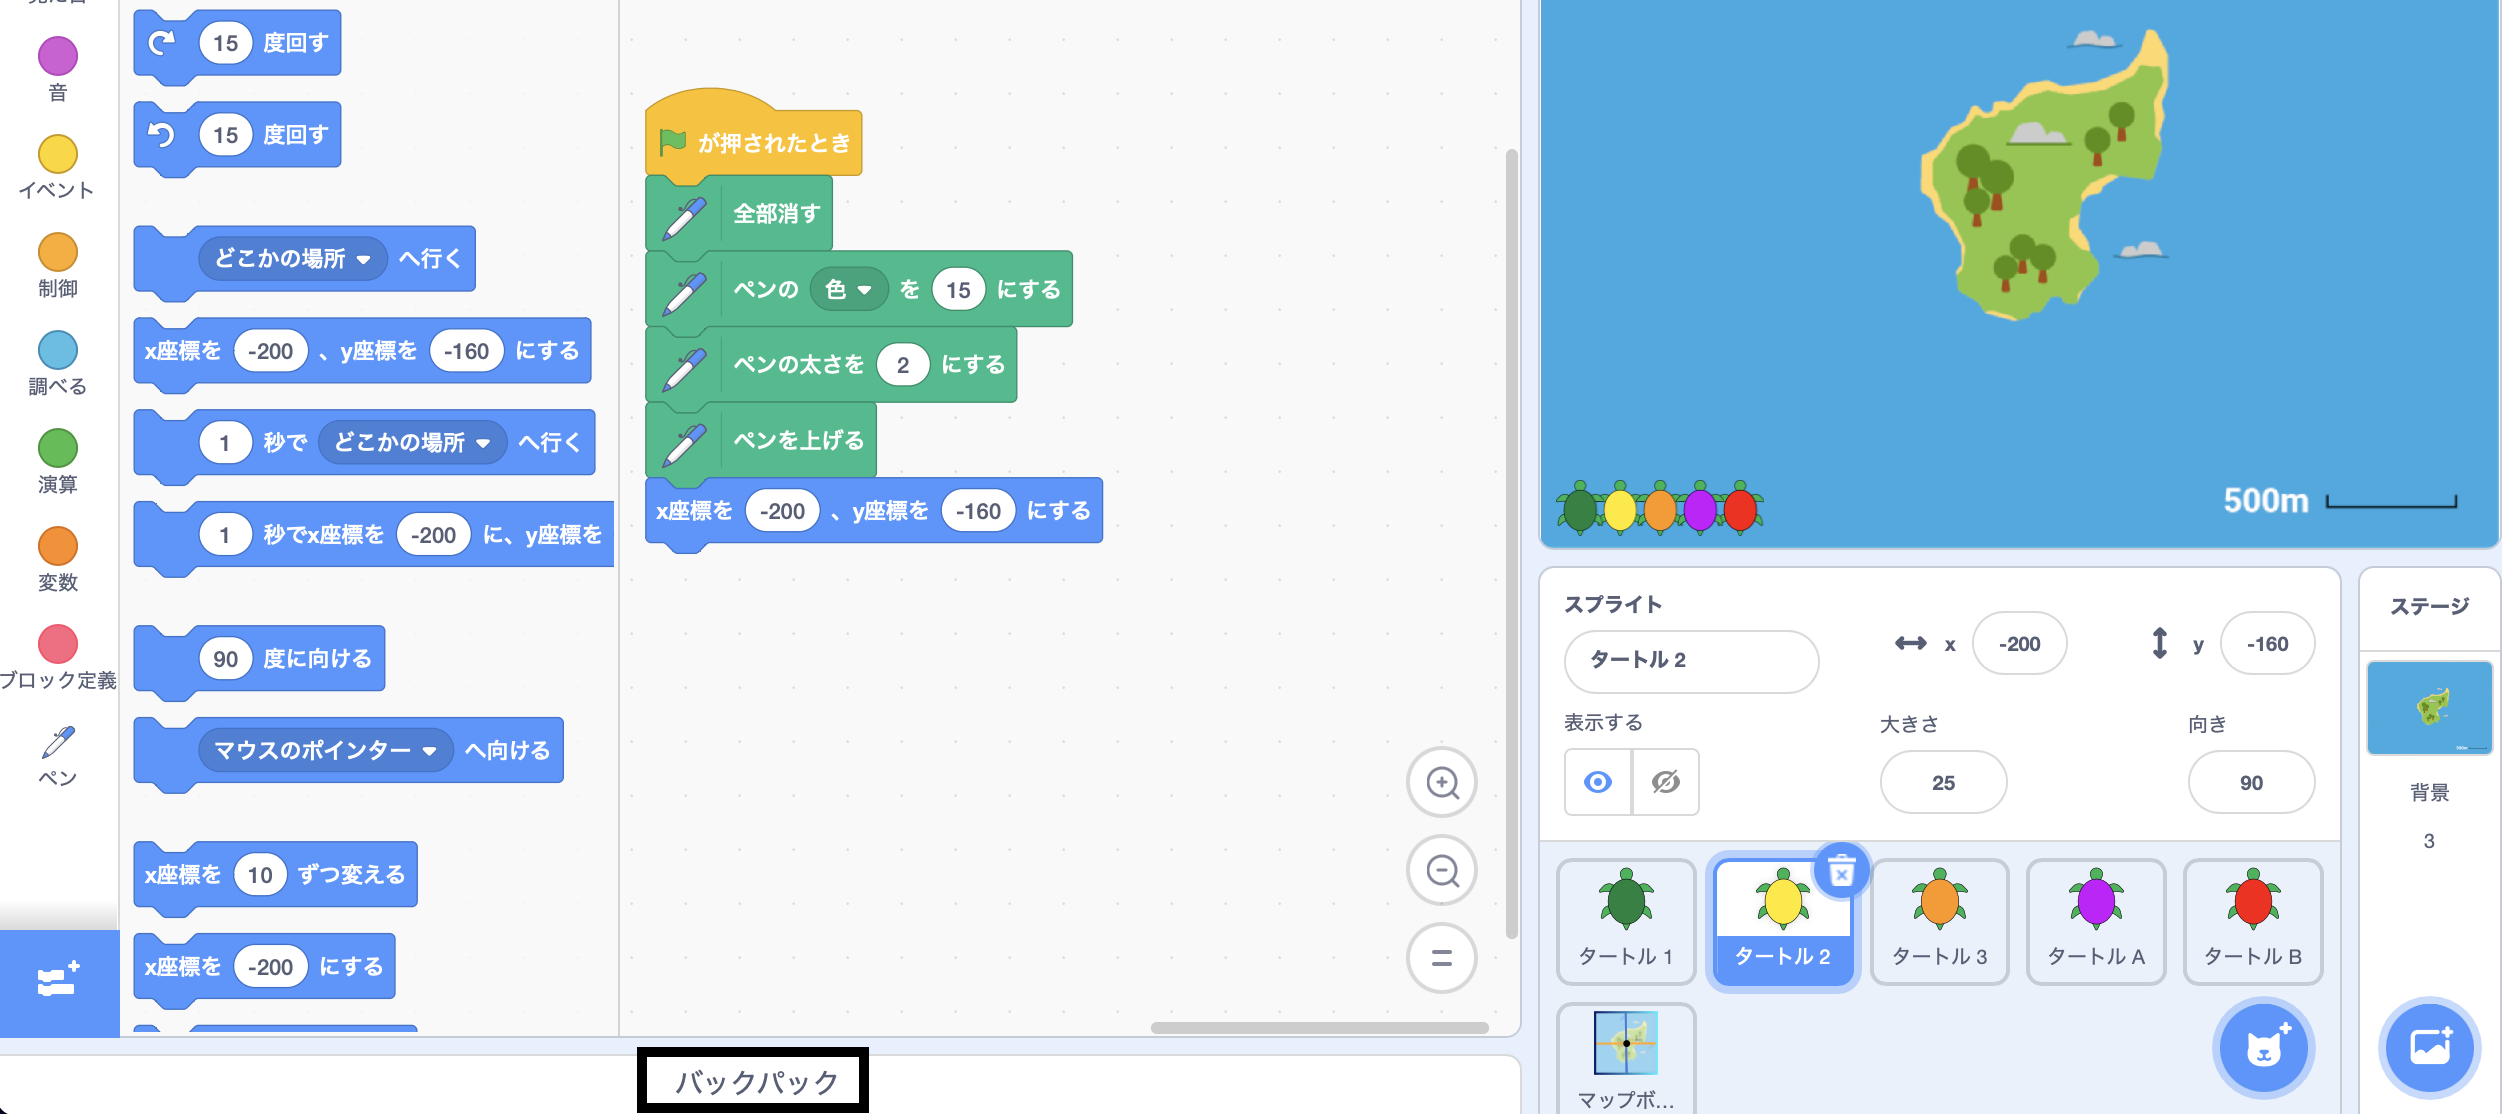 音
イベント
制御
調べる
演算
変数
ブロック定義
ペン
15 度回す
15 度回す
どこかの場所 へ行く
x座標を -200 、y座標を -160 にする
1 秒で どこかの場所 へ行く
1 秒でx座標を -200 に、y座標を
90 度に向ける
マウスのポインター へ向ける
x座標を 10 ずつ変える
x座標を -200 にする
が押されたとき
全部消す
ペンの 色 を 15 にする
ペンの太さを 2 にする
ペンを上げる
x座標を -200 、y座標を -160 にする
バックパック
500m
スプライト
タートル 2
x -200
y -160
表示する
大きさ
向き
25
90
タートル 1
タートル 2
タートル 3
タートル A
タートル B
マップボ...
ステージ
背景
3